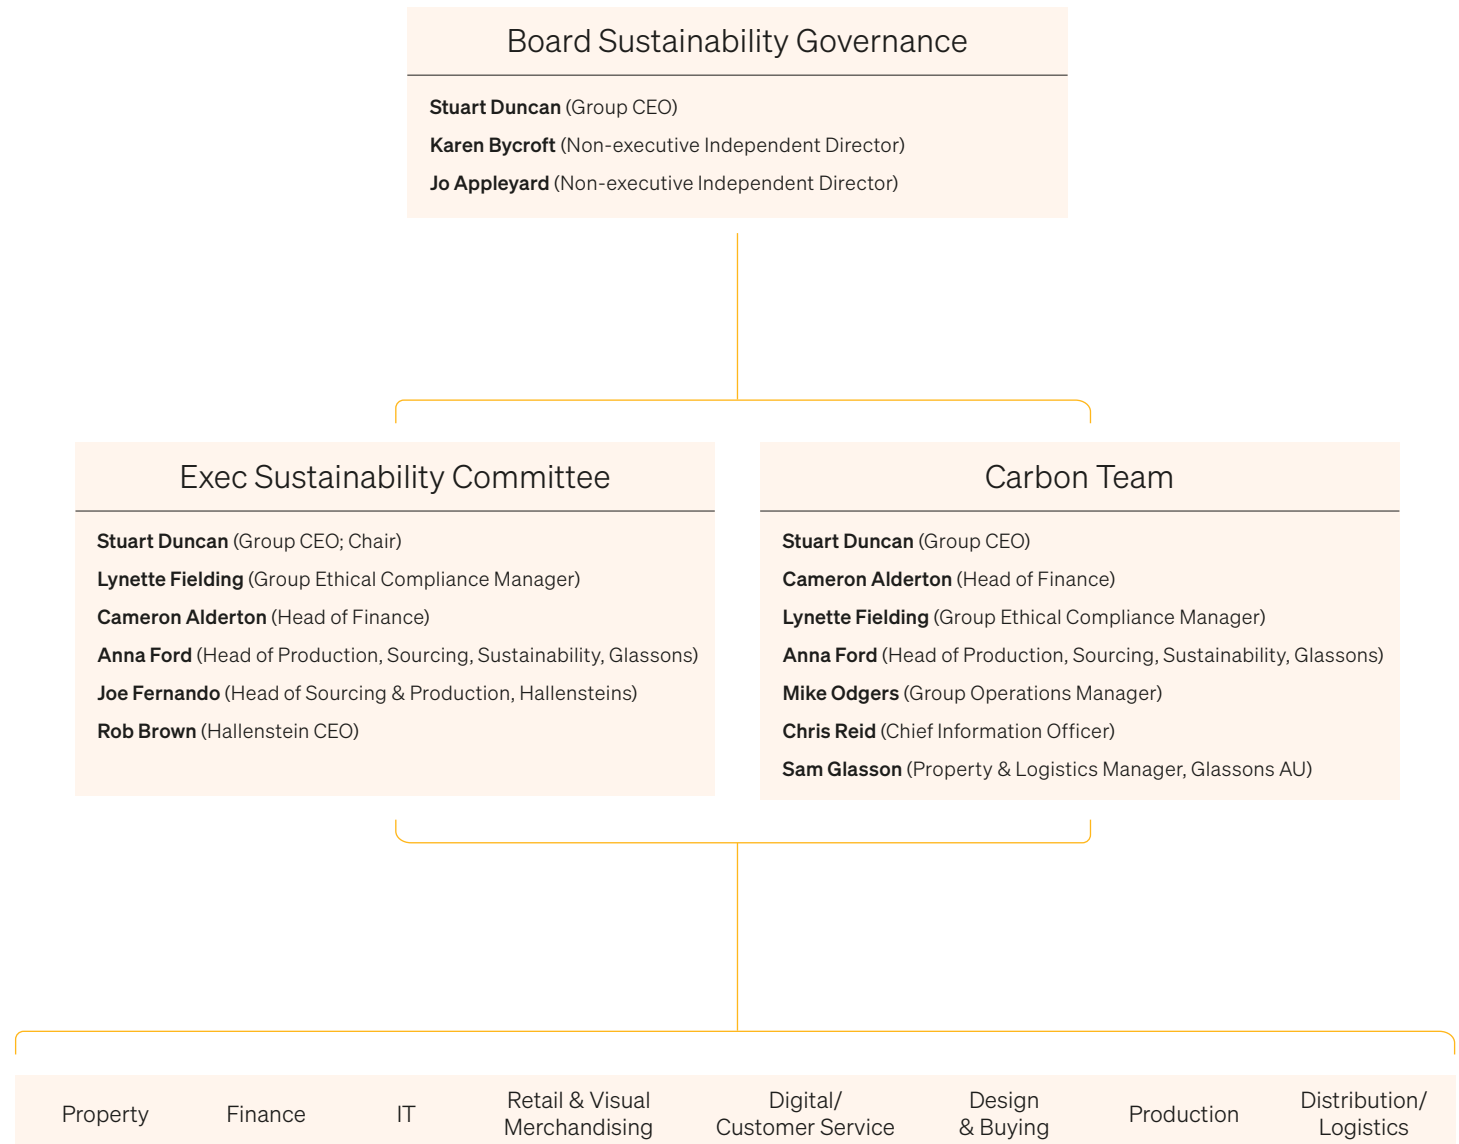 Board Sustainability Governance
Stuart Duncan (Group CEO)
Karen Bycroft (Non-executive Independent Director)
Jo Appleyard (Non-executive Independent Director)
Exec Sustainability Committee
Stuart Duncan (Group CEO; Chair)
Lynette Fielding (Group Ethical Compliance Manager)
Cameron Alderton (Head of Finance)
Anna Ford (Head of Production, Sourcing, Sustainability, Glassons)
Joe Fernando (Head of Sourcing & Production, Hallensteins)
Rob Brown (Hallenstein CEO)
Carbon Team
Stuart Duncan (Group CEO)
Cameron Alderton (Head of Finance)
Lynette Fielding (Group Ethical Compliance Manager)
Anna Ford (Head of Production, Sourcing, Sustainability, Glassons)
Mike Odgers (Group Operations Manager)
Chris Reid (Chief Information Officer)
Sam Glasson (Property & Logistics Manager, Glassons AU)
Property
Finance
IT
Retail & Visual
Merchandising
Digital/
Customer Service
Design
& Buying
Production
Distribution/
Logistics